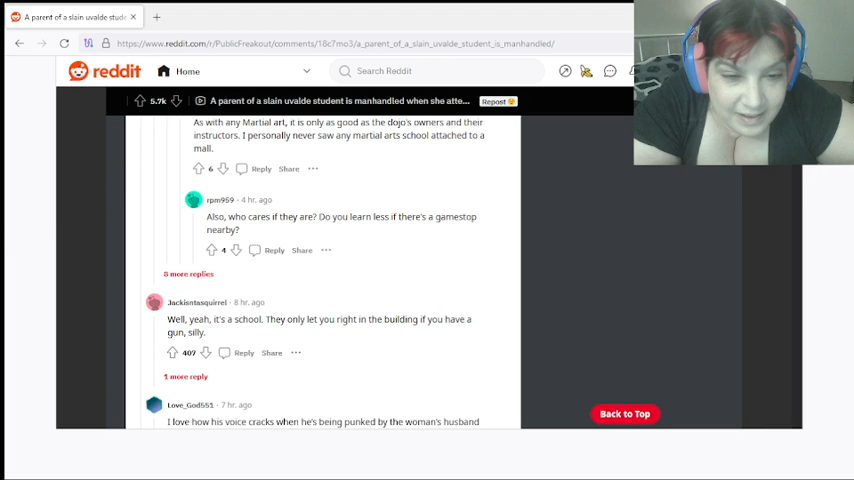 A parent of a slain uvalde stude
https://www.reddit.com/r/PublicFreakout/comments/18c7mo3/a_parent_of_a_slain_uvalde_student_is_manhandled/
reddit Home Search Reddit
5.7k A parent of a slain uvalde student is manhandled when she atte... Repost
As with any Martial art, it is only as good as the dojo's owners and their
instructors. I personally never saw any martial arts school attached to a
mall.
6 Reply Share ...
rpm959 · 4 hr. ago
Also, who cares if they are? Do you learn less if there's a gamestop
nearby?
4 Reply Share ...
8 more replies
Jackisntasquirrel · 8 hr. ago
Well, yeah, it's a school. They only let you right in the building if you have a
gun, silly.
407 Reply Share ...
1 more reply
Love_God551 · 7 hr. ago
I love how his voice cracks when he's being punked by the woman's husband
Back to Top